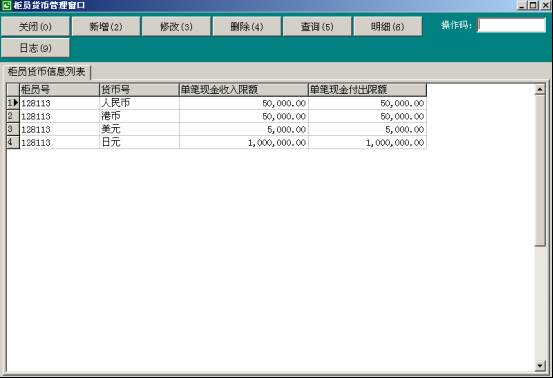 柜员货币管理窗口
关闭(0) 新增(2) 修改(3) 删除(4) 查询(5) 明细(6) 操作码:
日志(9)
柜员货币信息列表
柜员号 货币号 单笔现金收入限额 单笔现金付出限额
1 128113 人民币 50,000.00 50,000.00
2 128113 港币 50,000.00 50,000.00
3 128113 美元 5,000.00 5,000.00
4 128113 日元 1,000,000.00 1,000,000.00